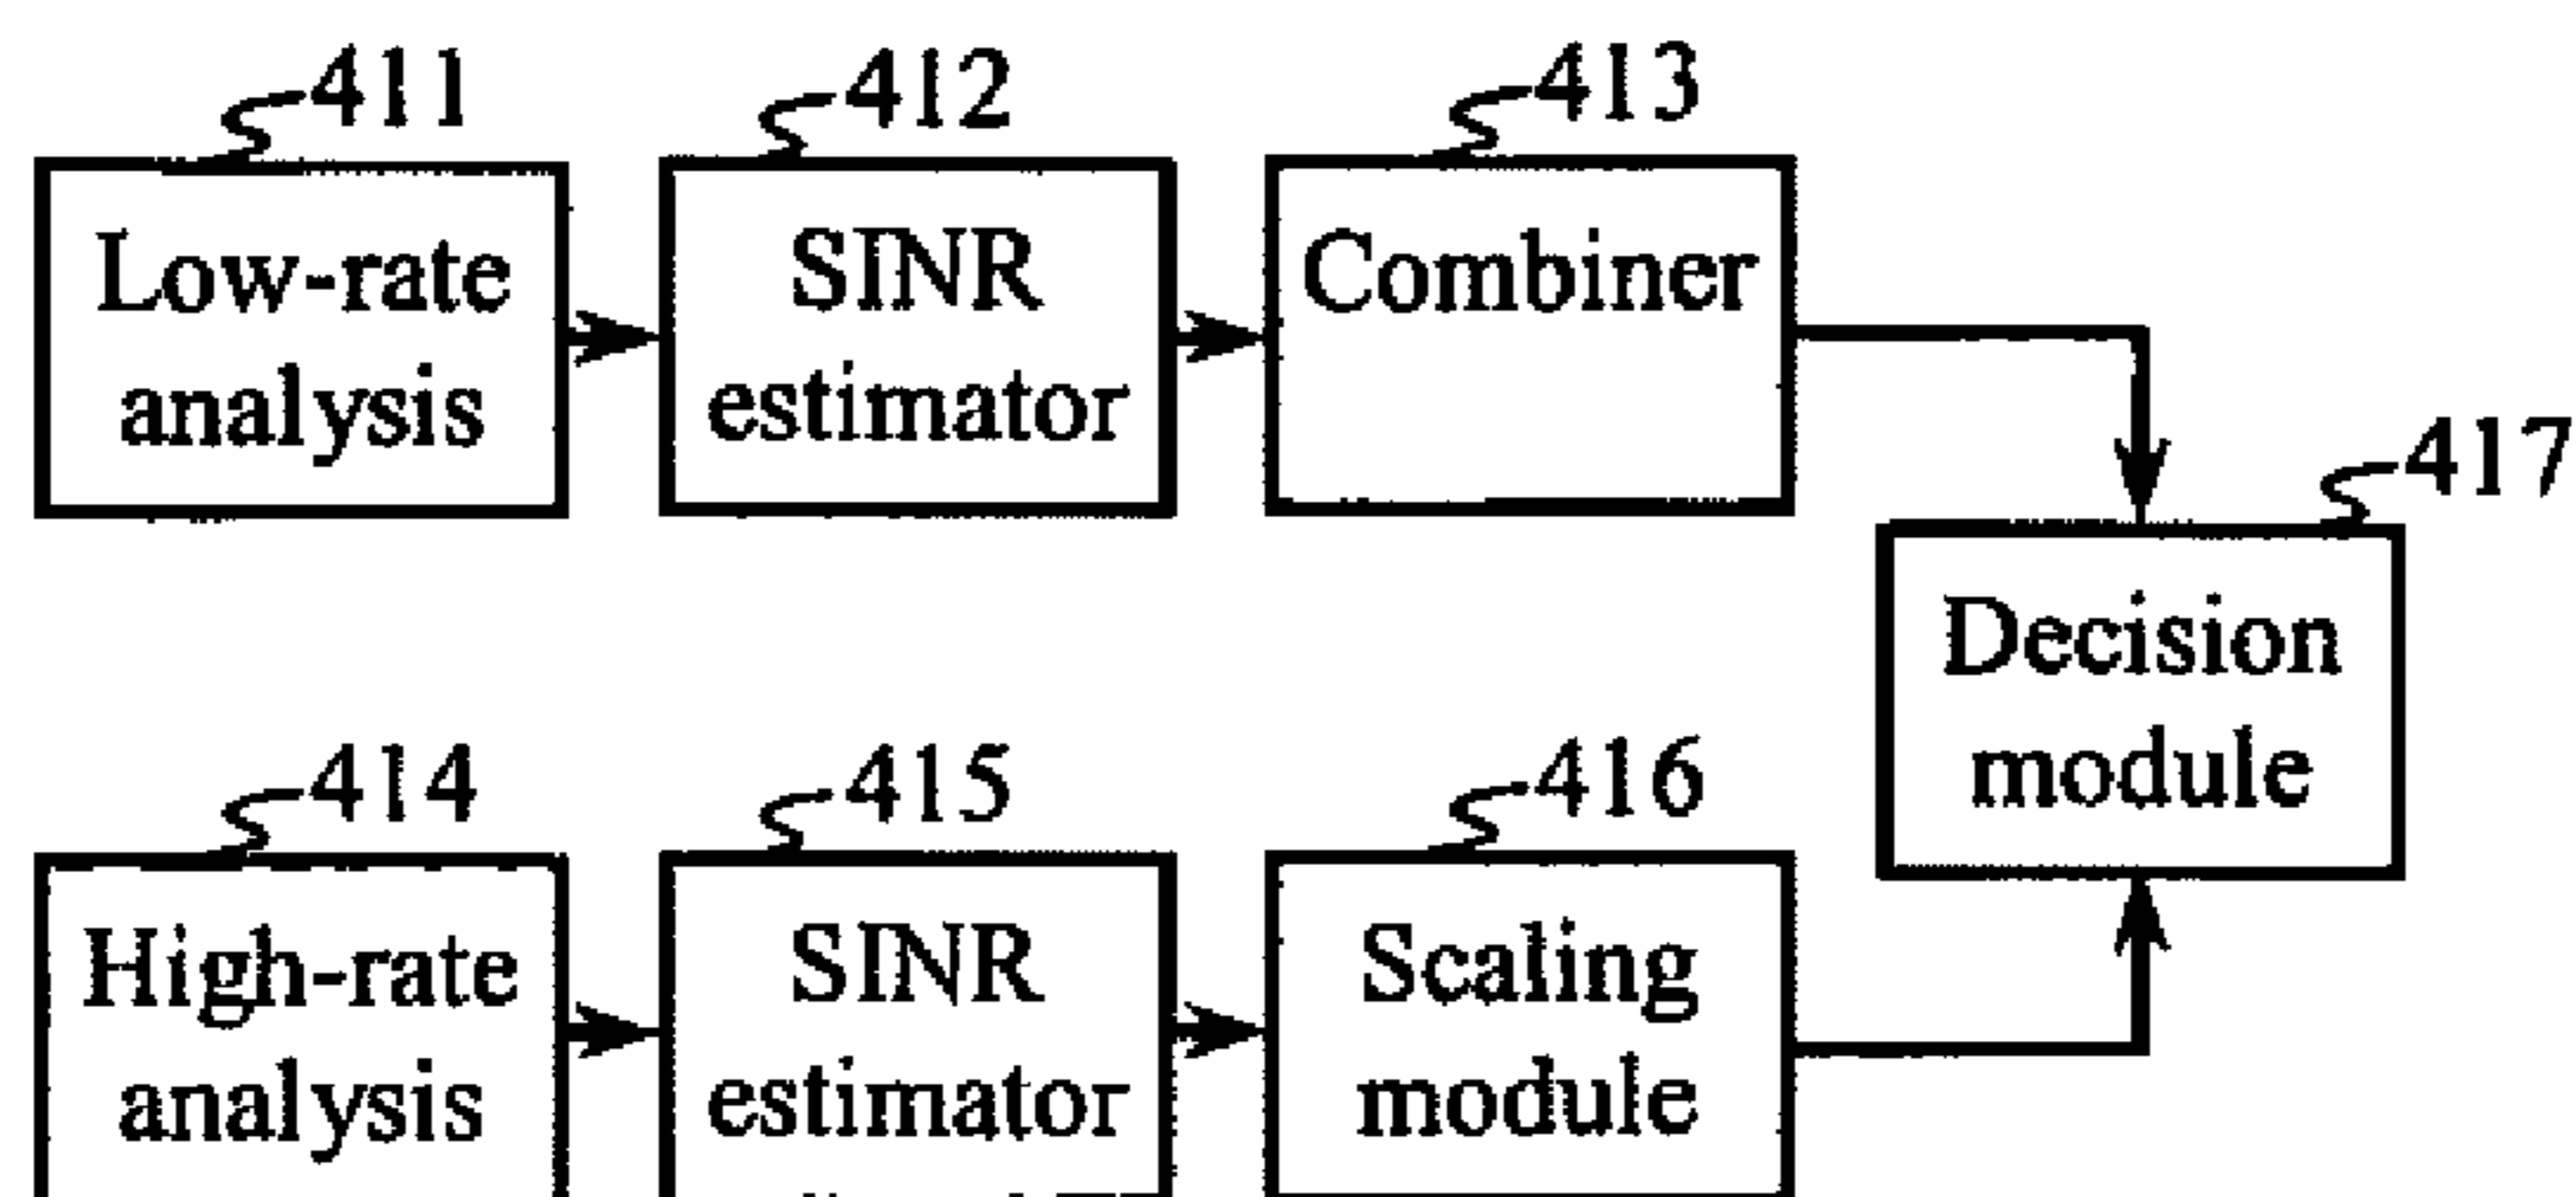 411
412
413
Low-rate
analysis
SINR
estimator
Combiner
417
Decision
module
414
415
416
High-rate
analysis
SINR
estimator
Scaling
module